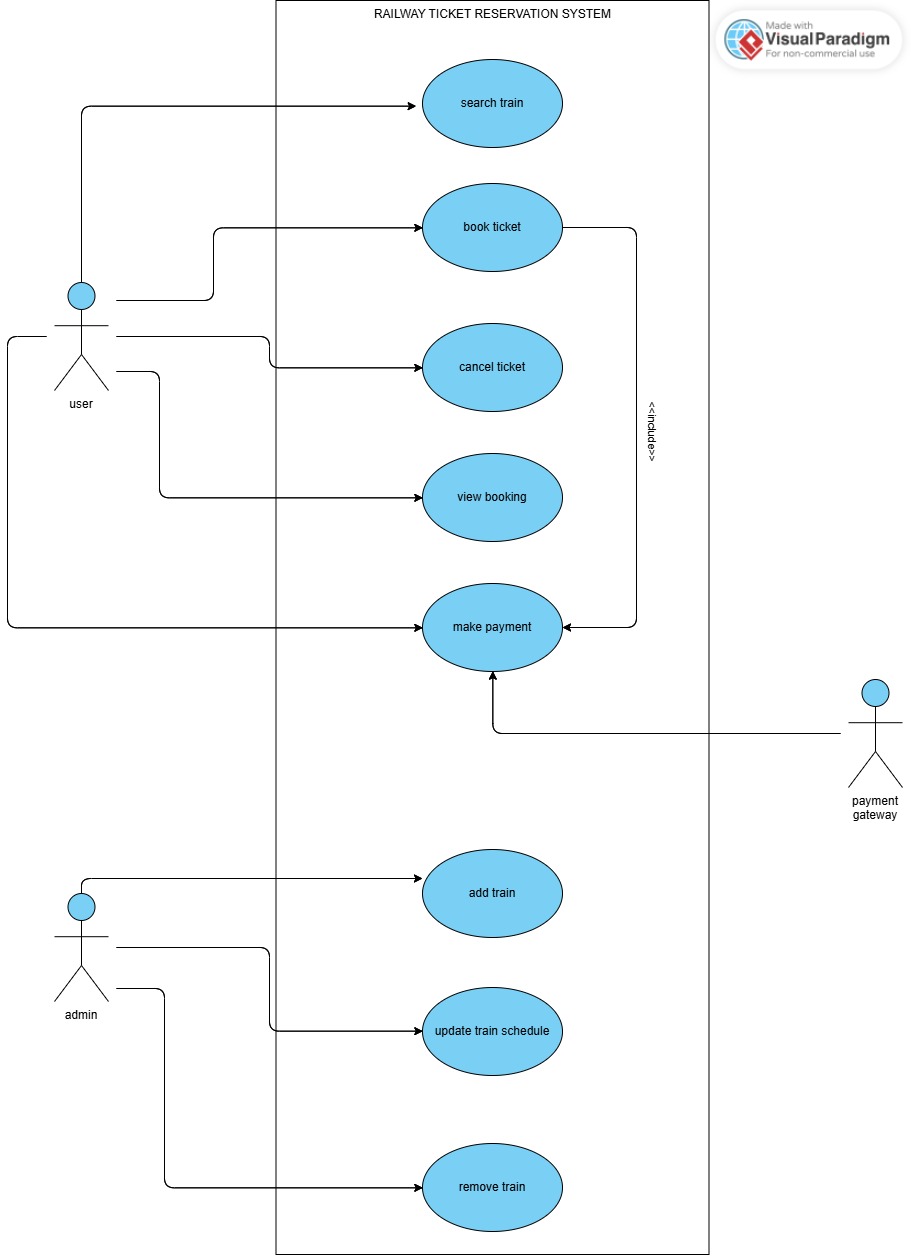 RAILWAY TICKET RESERVATION SYSTEM
Made with
Visual Paradigm
For non-commercial use
search train
book ticket
user
cancel ticket
<<include>>
view booking
make payment
payment
gateway
add train
admin
update train schedule
remove train